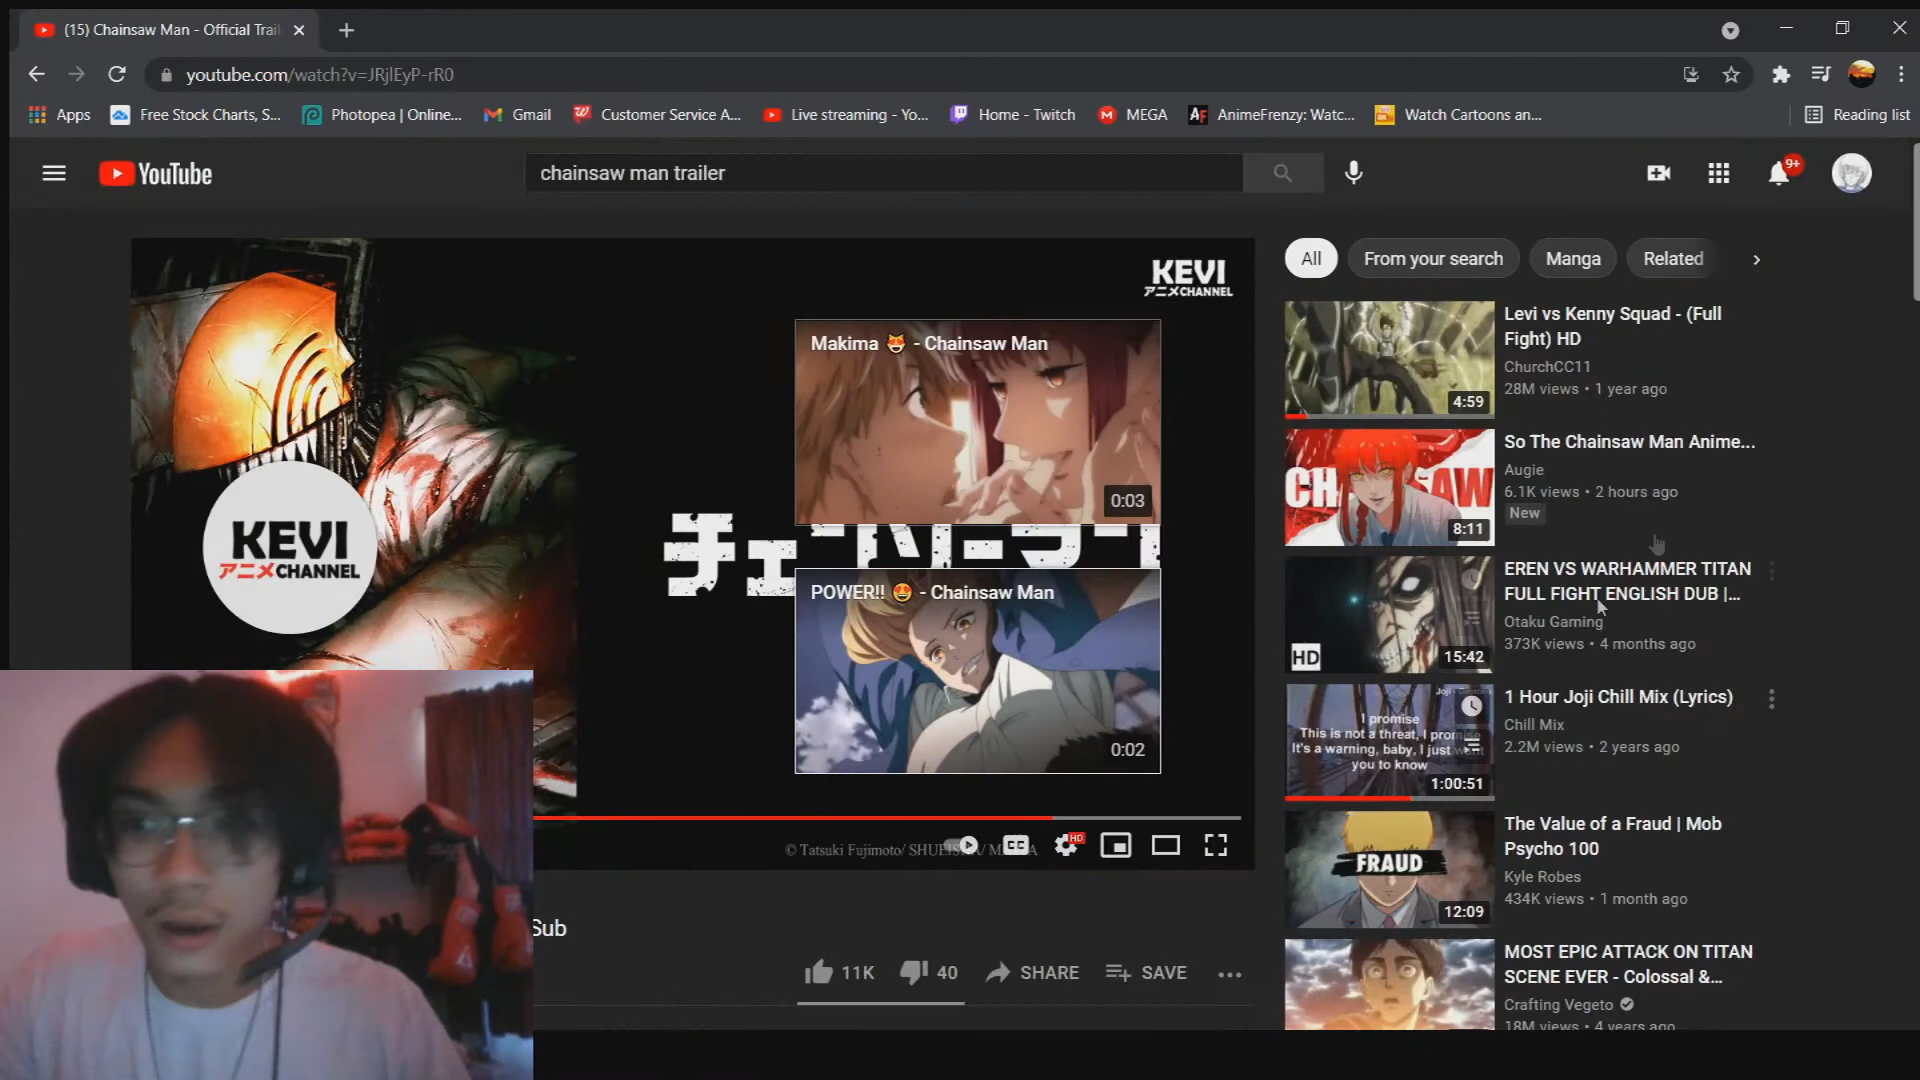 (15) Chainsaw Man - Official Trail
youtube.com/watch?v=JRjlEyP-rR0
Apps
Free Stock Charts, S...
Photopea | Online...
Gmail
Customer Service A...
Live streaming - Yo...
Home - Twitch
MEGA
AnimeFrenzy: Watc...
Watch Cartoons an...
Reading list
YouTube
chainsaw man trailer
9+
KEVI
アニメCHANNEL
Makima 😻 - Chainsaw Man
0:03
KEVI
アニメCHANNEL
POWER!! 🤩 - Chainsaw Man
0:02
© Tatsuki Fujimoto/
CC
HD
Sub
11K
40
SHARE
SAVE
All
From your search
Manga
Related
Levi vs Kenny Squad - (Full
Fight) HD
ChurchCC11
28M views • 1 year ago
4:59
So The Chainsaw Man Anime...
Augie
6.1K views • 2 hours ago
New
8:11
EREN VS WARHAMMER TITAN
FULL FIGHT ENGLISH DUB |...
Otaku Gaming
373K views • 4 months ago
HD
15:42
1 Hour Joji Chill Mix (Lyrics)
Chill Mix
2.2M views • 2 years ago
I promise
This is not a threat, I
It's a warning, baby, I just want
you to know
1:00:51
The Value of a Fraud | Mob
Psycho 100
Kyle Robes
434K views • 1 month ago
FRAUD
12:09
MOST EPIC ATTACK ON TITAN
SCENE EVER - Colossal &...
Crafting Vegeto
18M views • 4 years ago